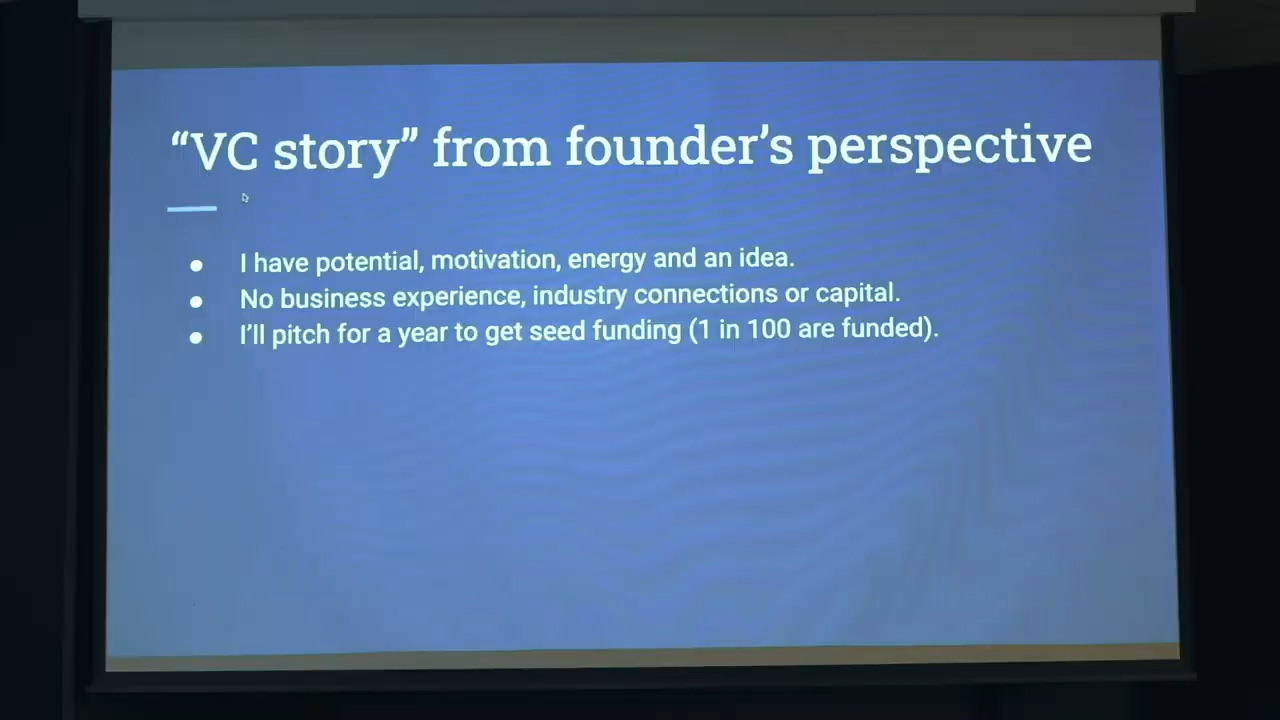 “VC story” from founder’s perspective
● I have potential, motivation, energy and an idea.
● No business experience, industry connections or capital.
● I’ll pitch for a year to get seed funding (1 in 100 are funded).